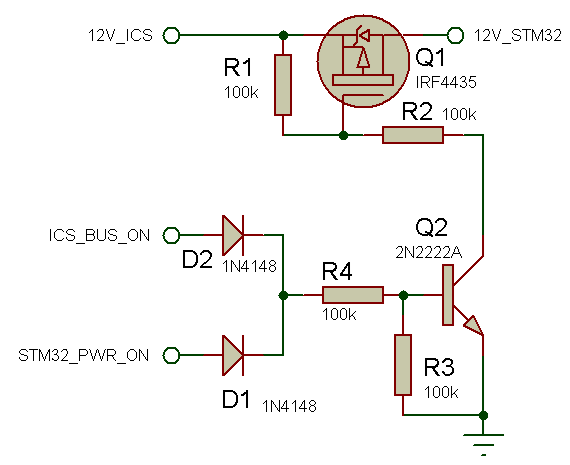 12V_ICS
12V_STM32
R1
100k
Q1
IRF4435
R2 100k
ICS_BUS_ON
D2 1N4148
Q2
2N2222A
R4
100k
STM32_PWR_ON
R3
100k
D1 1N4148